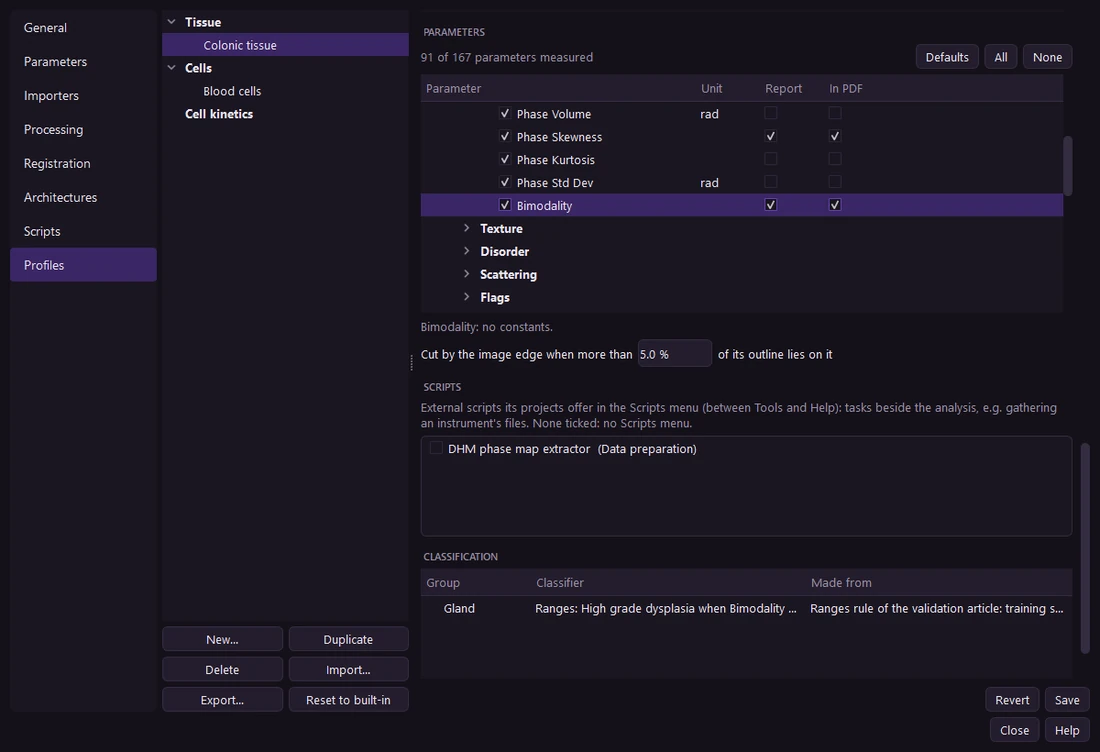 General
Parameters
Importers
Processing
Registration
Architectures
Scripts
Profiles
Tissue
Colonic tissue
Cells
Blood cells
Cell kinetics
New...
Duplicate
Delete
Import...
Export...
Reset to built-in
PARAMETERS
91 of 167 parameters measured
Defaults
All
None
Parameter Unit Report In PDF
Phase Volume rad
Phase Skewness
Phase Kurtosis
Phase Std Dev rad
Bimodality
Texture
Disorder
Scattering
Flags
Bimodality: no constants.
Cut by the image edge when more than 5.0 % of its outline lies on it
SCRIPTS
External scripts its projects offer in the Scripts menu (between Tools and Help): tasks beside the analysis, e.g. gathering
an instrument's files. None ticked: no Scripts menu.
DHM phase map extractor (Data preparation)
CLASSIFICATION
Group Classifier Made from
Gland Ranges: High grade dysplasia when Bimodality ... Ranges rule of the validation article: training s...
Revert
Save
Close
Help